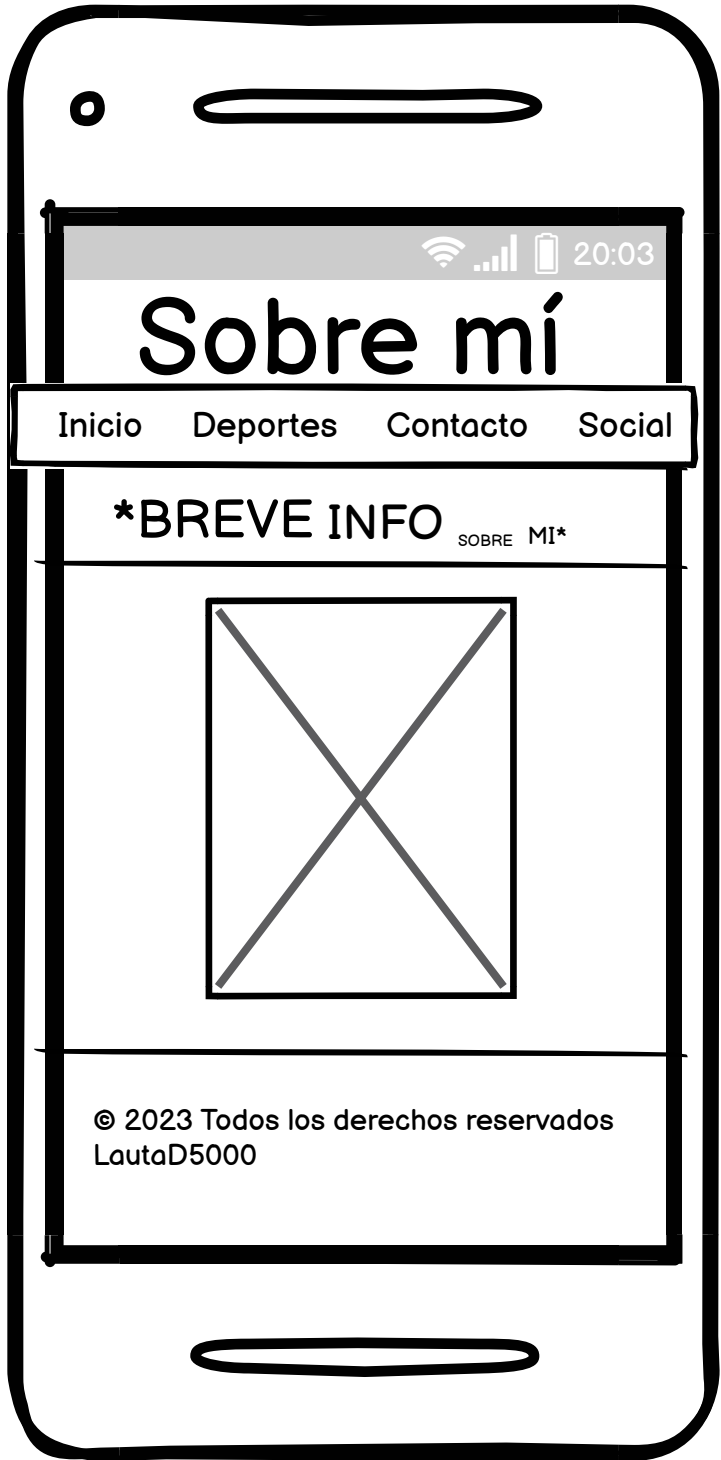 20:03
Sobre mí
Inicio Deportes Contacto Social
*BREVE INFO SOBRE MI*
© 2023 Todos los derechos reservados
LautaD5000